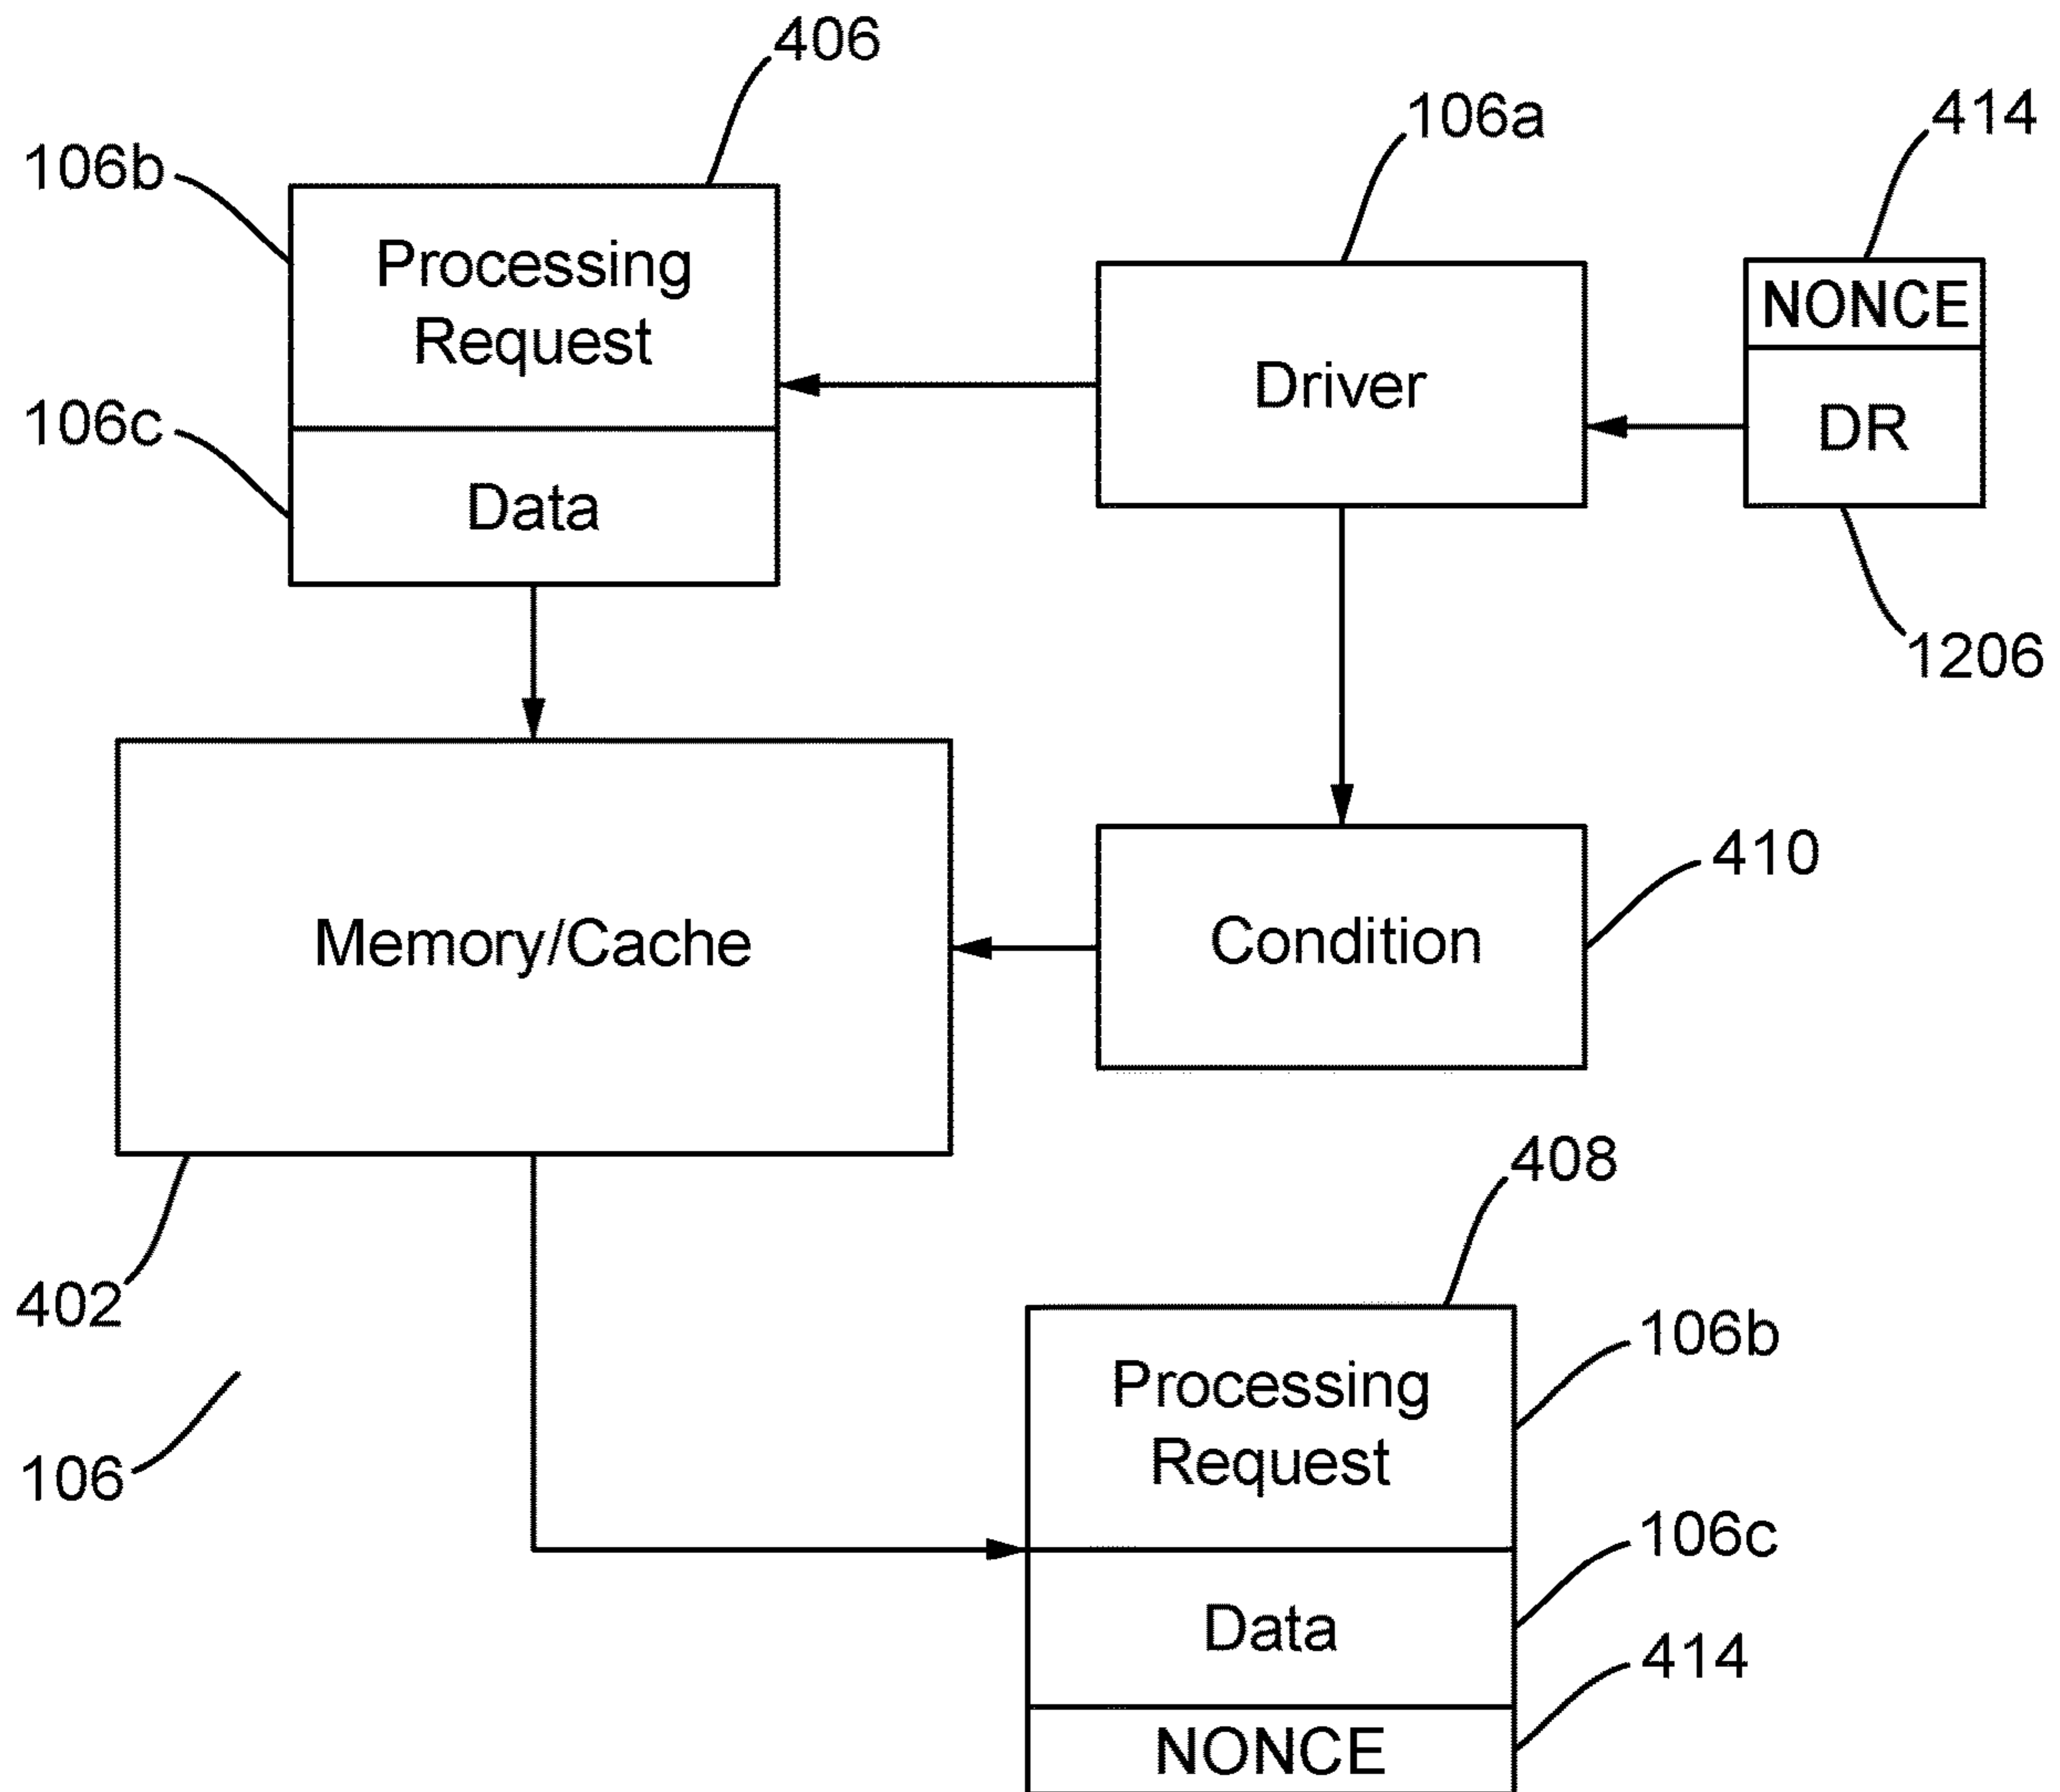 406
106a
414
106b
Processing
Request
NONCE
Driver
DR
106c
Data
1206
410
Memory/Cache
Condition
408
402
106b
Processing
Request
106
106c
Data
414
NONCE